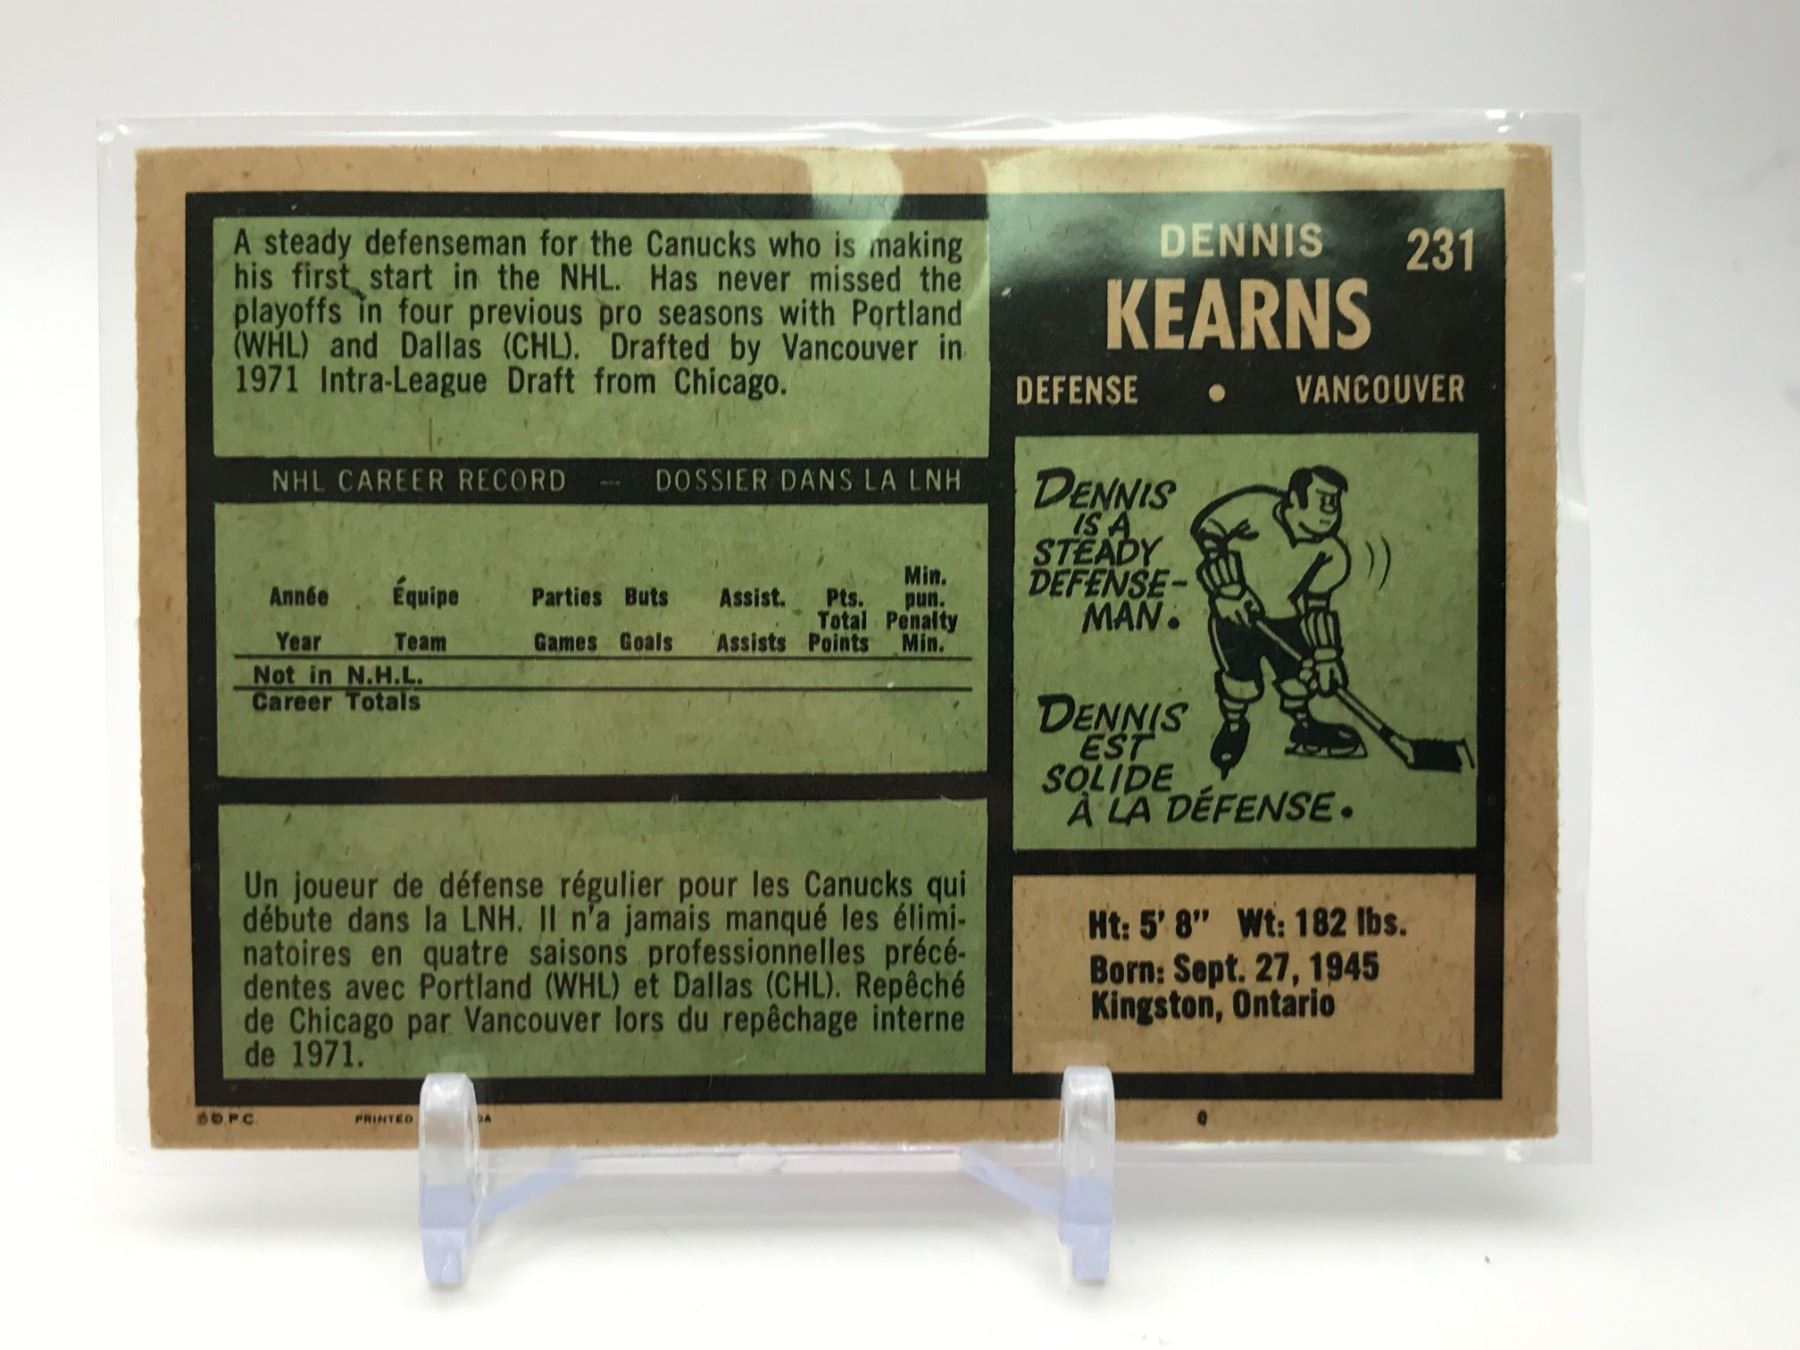 A steady defenseman for the Canucks who is making
his first start in the NHL. Has never missed the
playoffs in four previous pro seasons with Portland
(WHL) and Dallas (CHL). Drafted by Vancouver in
1971 Intra-League Draft from Chicago.
DENNIS 231
KEARNS
DEFENSE • VANCOUVER
NHL CAREER RECORD — DOSSIER DANS LA LNH
Année Équipe Parties Buts Assist. Pts. Min. pun.
Year Team Games Goals Assists Total Points Penalty Min.
Not in N.H.L.
Career Totals
DENNIS
IS A
STEADY
DEFENSE-
MAN.
DENNIS
EST
SOLIDE
À LA DÉFENSE.
Un joueur de défense régulier pour les Canucks qui
débute dans la LNH. Il n'a jamais manqué les élimi-
natoires en quatre saisons professionnelles précé-
dentes avec Portland (WHL) et Dallas (CHL). Repêché
de Chicago par Vancouver lors du repêchage interne
de 1971.
Ht: 5' 8" Wt: 182 lbs.
Born: Sept. 27, 1945
Kingston, Ontario
P.C. PRINTED